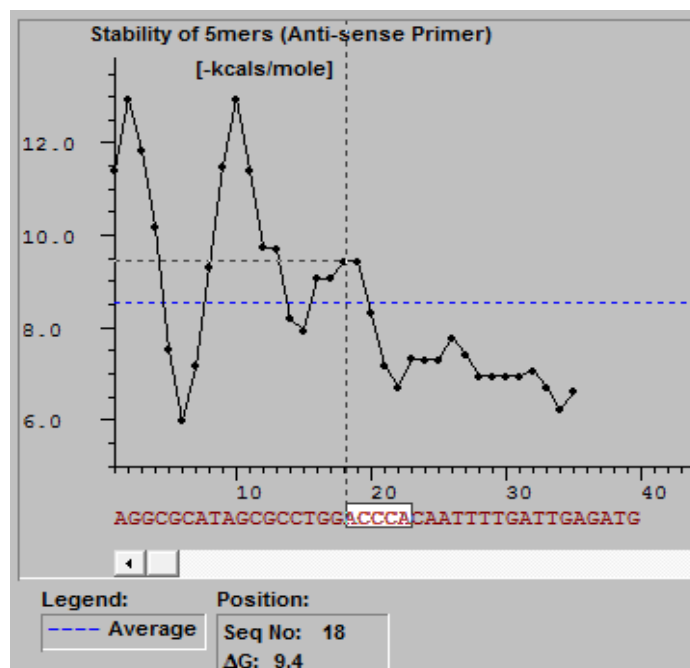 Stability of 5mers (Anti-sense Primer)
[-kcals/mole]
12.0
10.0
8.0
6.0
10 20 30 40
AGGCGCATAGCGCCTGGACCCACAATTTTGATTGAGATG
Legend: Position:
Average
Seq No: 18
ΔG: 9.4